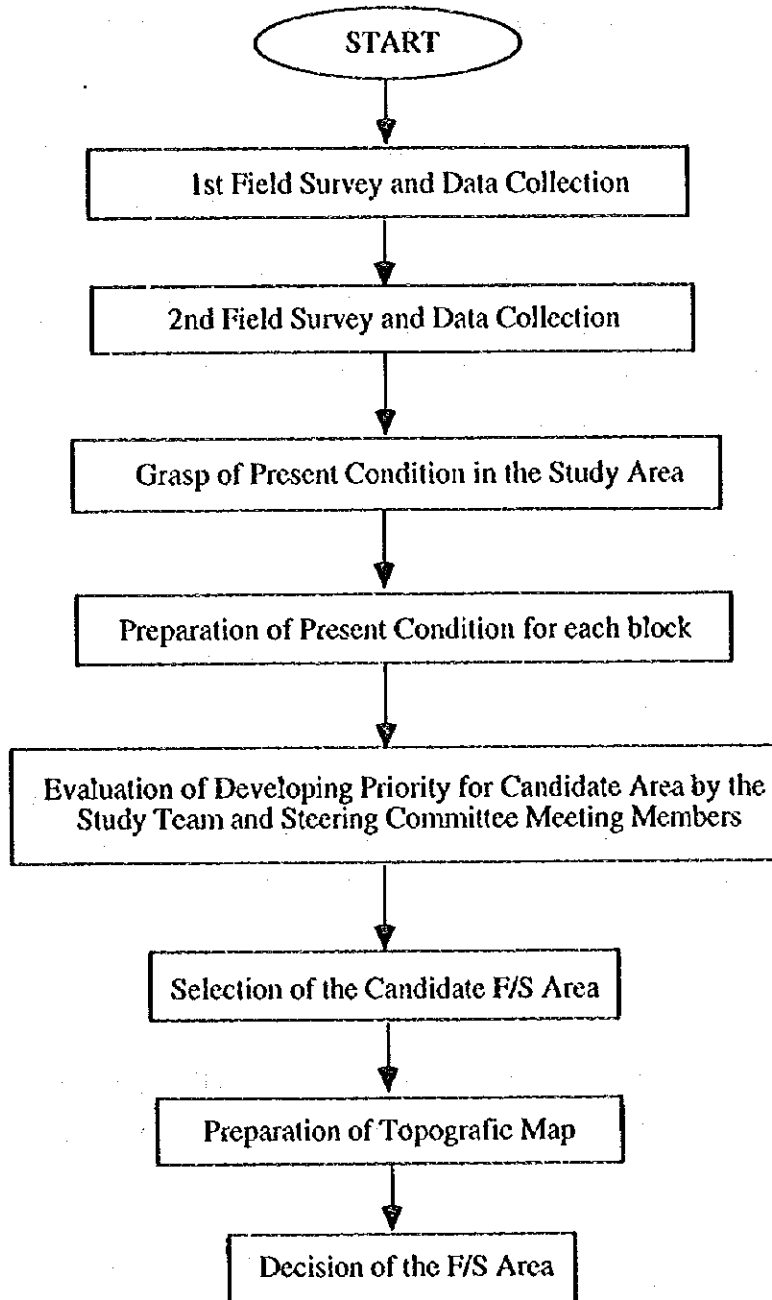 START
1st Field Survey and Data Collection
2nd Field Survey and Data Collection
Grasp of Present Condition in the Study Area
Preparation of Present Condition for each block
Evaluation of Developing Priority for Candidate Area by the
Study Team and Steering Committee Meeting Members
Selection of the Candidate F/S Area
Preparation of Topografic Map
Decision of the F/S Area